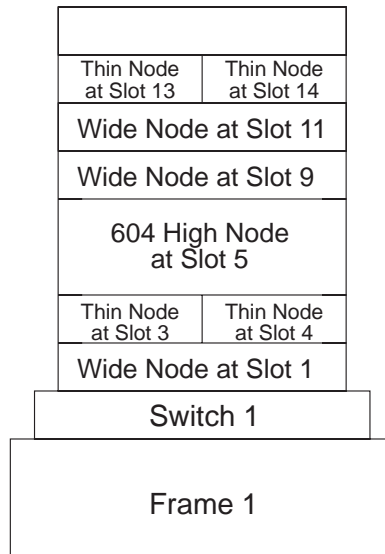 Thin Node
at Slot 13
Thin Node
at Slot 14
Wide Node at Slot 11
Wide Node at Slot 9
604 High Node
at Slot 5
Thin Node
at Slot 3
Thin Node
at Slot 4
Wide Node at Slot 1
Switch 1
Frame 1